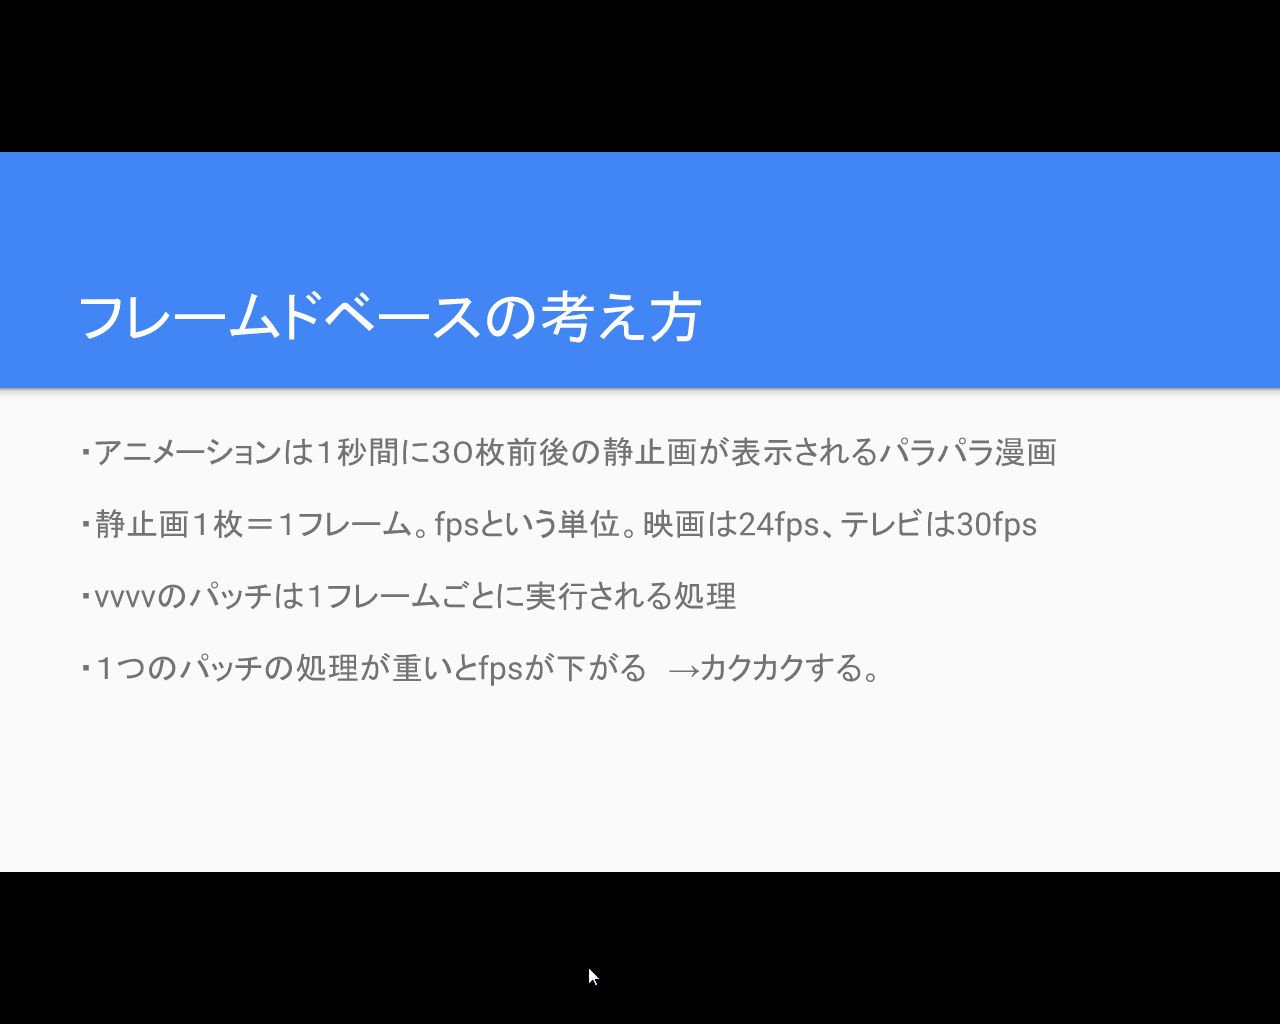 フレームドベースの考え方
・アニメーションは１秒間に３０枚前後の静止画が表示されるパラパラ漫画
・静止画１枚＝１フレーム。fpsという単位。映画は24fps、テレビは30fps
・vvvvのパッチは１フレームごとに実行される処理
・１つのパッチの処理が重いとfpsが下がる　→カクカクする。